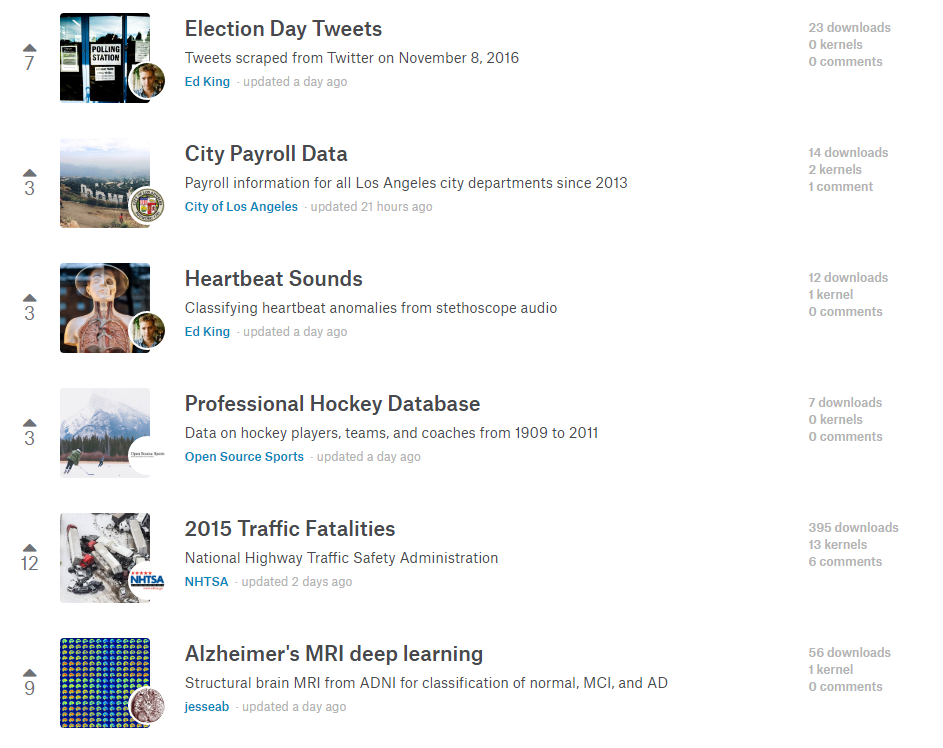 Election Day Tweets
23 downloads
7
POLLING
STATION
Tweets scraped from Twitter on November 8, 2016
0 kernels
0 comments
Ed King · updated a day ago
City Payroll Data
14 downloads
3
Payroll information for all Los Angeles city departments since 2013
2 kernels
1 comment
City of Los Angeles · updated 21 hours ago
Heartbeat Sounds
12 downloads
3
Classifying heartbeat anomalies from stethoscope audio
1 kernel
0 comments
Ed King · updated a day ago
Professional Hockey Database
7 downloads
3
Data on hockey players, teams, and coaches from 1909 to 2011
0 kernels
0 comments
Open Source Sports
Open Source Sports · updated a day ago
2015 Traffic Fatalities
395 downloads
12
National Highway Traffic Safety Administration
13 kernels
6 comments
NHTSA
NHTSA · updated 2 days ago
Alzheimer's MRI deep learning
56 downloads
9
Structural brain MRI from ADNI for classification of normal, MCI, and AD
1 kernel
0 comments
jesseab · updated a day ago